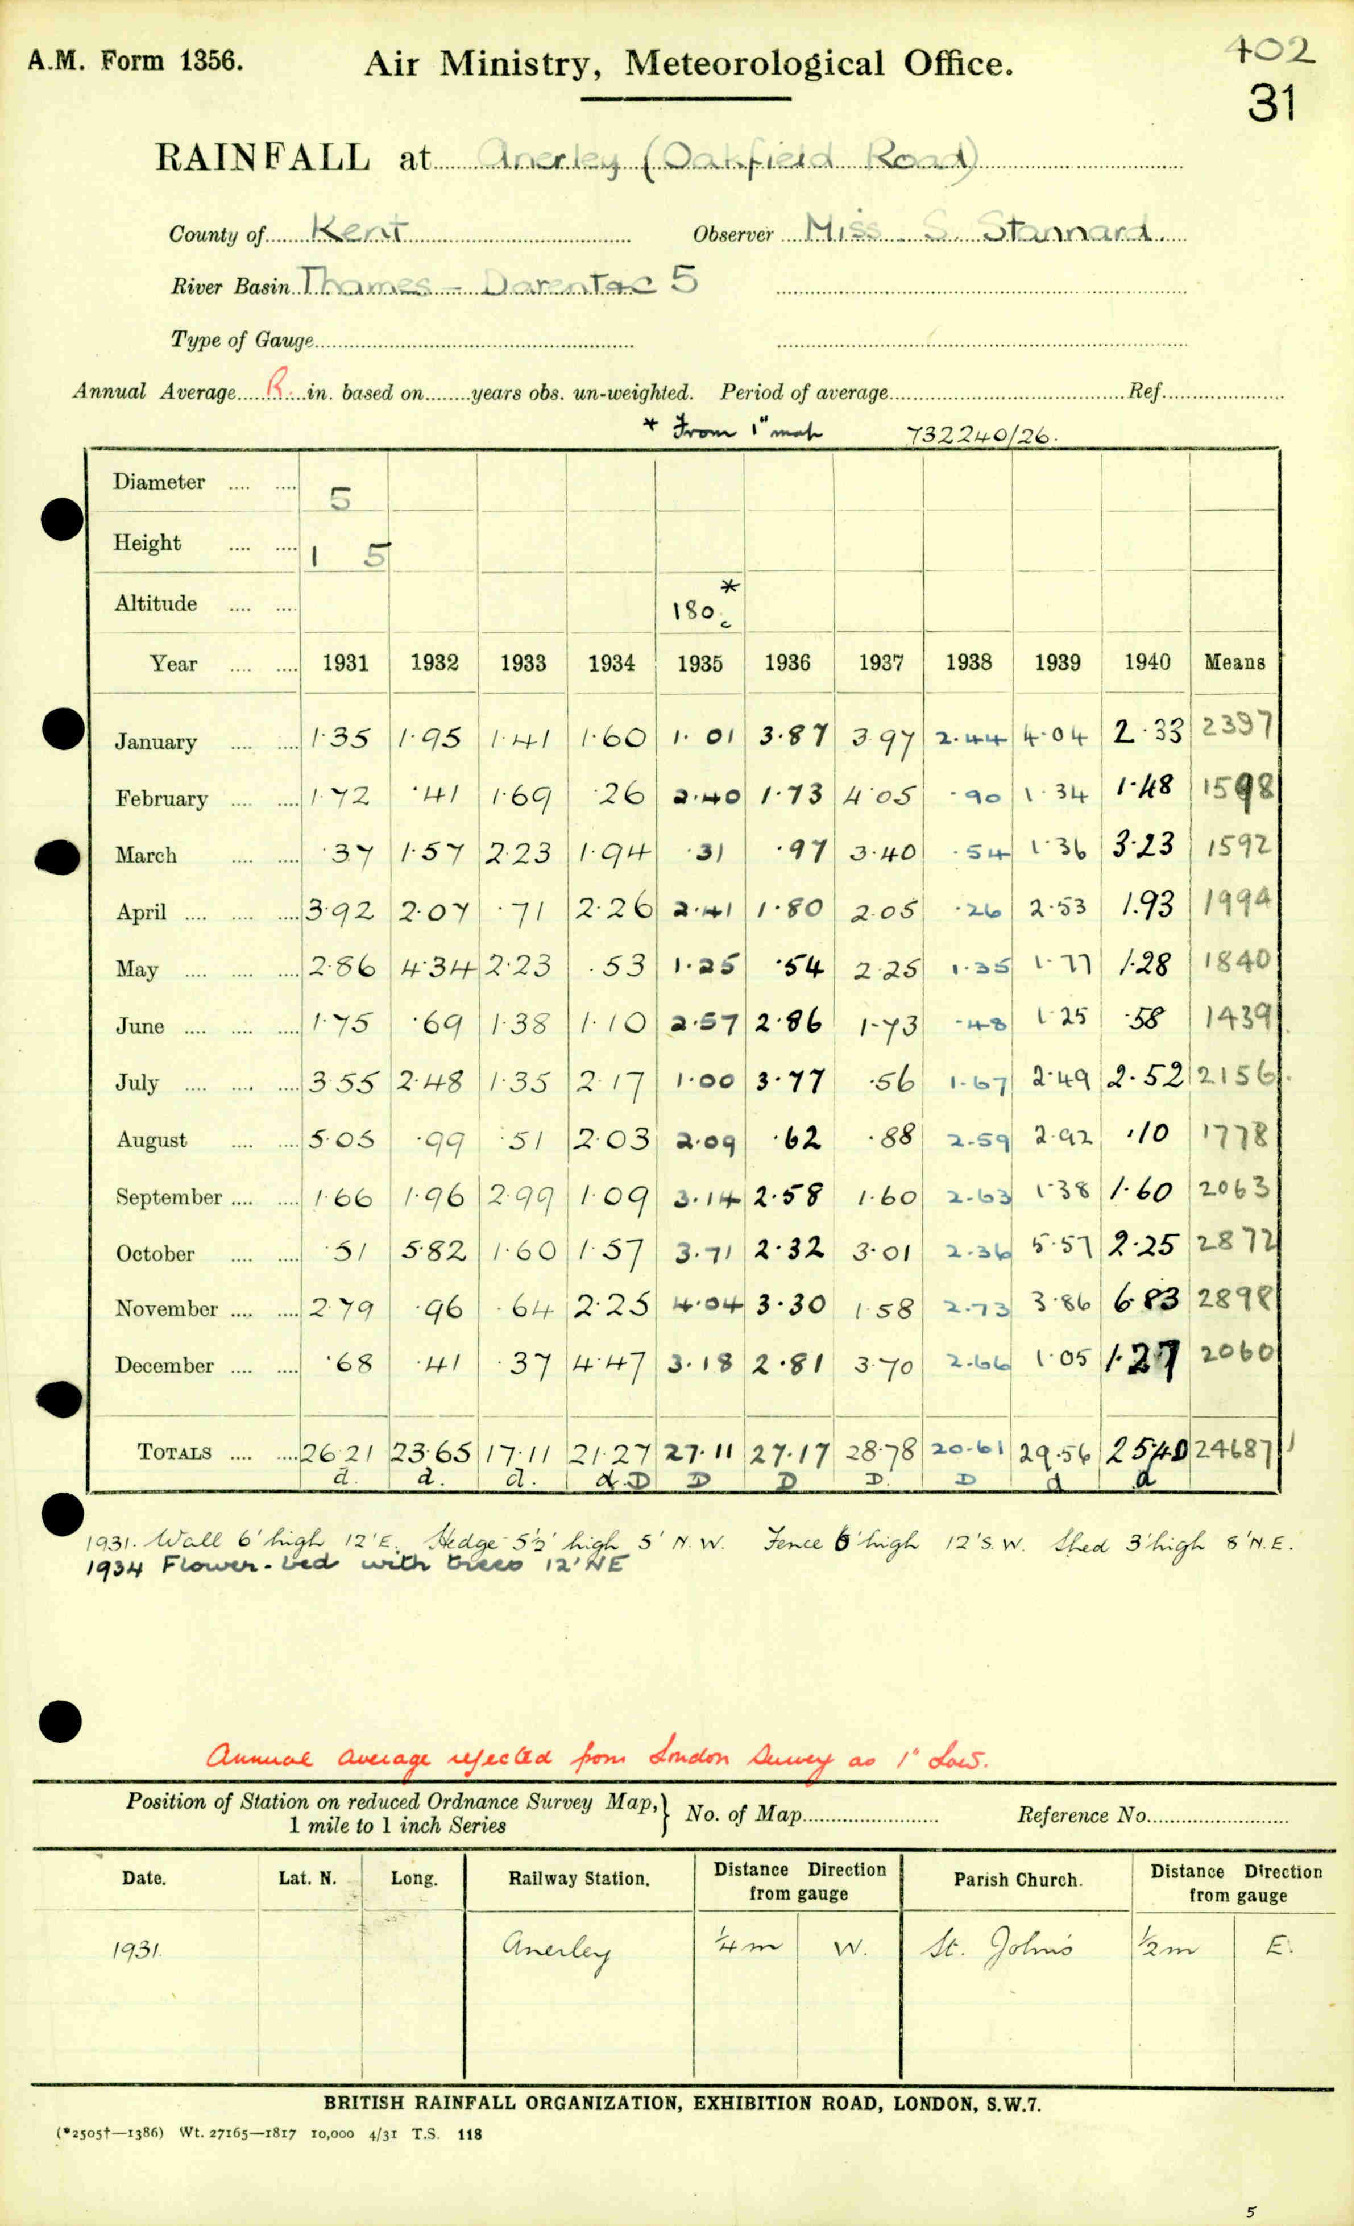 402
A.M. Form 1356. Air Ministry, Meteorological Office.
31
RAINFALL at Anerley (Oakfield Road)
County of Kent Observer Miss S. Stannard
River Basin Thames - Darent &c 5
Type of Gauge
Annual Average R. in. based on years obs. un-weighted. Period of average Ref.
* From 1" map 732240/26.
Diameter 5
Height 1 5
Altitude 180c *
Year 1931 1932 1933 1934 1935 1936 1937 1938 1939 1940 Means
January 1·35 1·95 1·41 1·60 1·01 3·87 3·97 2·44 4·04 2·33 2397
February 1·72 ·41 1·69 ·26 2·40 1·73 4·05 ·90 1·34 1·48 1598
March ·37 1·57 2·23 1·94 ·31 ·97 3·40 ·54 1·36 3·23 1592
April 3·92 2·07 ·71 2·26 2·41 1·80 2·05 ·26 2·53 1·93 1994
May 2·86 4·34 2·23 ·53 1·25 ·54 2·25 1·35 1·77 1·28 1840
June 1·75 ·69 1·38 1·10 2·57 2·86 1·73 ·48 1·25 ·58 1439
July 3·55 2·48 1·35 2·17 1·00 3·77 ·56 1·67 2·49 2·52 2156
August 5·05 ·99 ·51 2·03 2·09 ·62 ·88 2·59 2·92 ·10 1778
September 1·66 1·96 2·99 1·09 3·14 2·58 1·60 2·63 1·38 1·60 2063
October ·51 5·82 1·60 1·57 3·71 2·32 3·01 2·36 5·57 2·25 2872
November 2·79 ·96 ·64 2·25 4·04 3·30 1·58 2·73 3·86 6·83 2898
December ·68 ·41 ·37 4·47 3·18 2·81 3·70 2·66 1·05 1·27 2060
TOTALS 26·21 23·65 17·11 21·27 27·11 27·17 28·78 20·61 29·56 25·40 24687
d. d. d. d.D D D D. D d d
1931. Wall 6' high 12' E. Hedge 5½' high 5' N.W. Fence 6' high 12' S.W. Shed 3' high 8' N.E.
1934 Flower-bed with trees 12' NE
Annual average rejected from London Survey as 1" low.
Position of Station on reduced Ordnance Survey Map, 1 mile to 1 inch Series } No. of Map Reference No.
Date. Lat. N. Long. Railway Station. Distance Direction from gauge Parish Church. Distance Direction from gauge
1931. Anerley ¼ m W. St. John's ½ m E.
BRITISH RAINFALL ORGANIZATION, EXHIBITION ROAD, LONDON, S.W.7.
(*2505†—1386) Wt. 27165—1817 10,000 4/31 T.S. 118
5